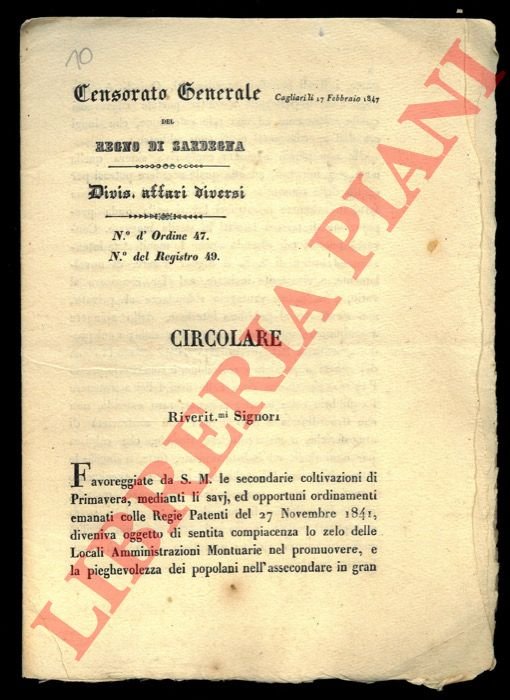 10
Censorato Generale
Cagliari li 17 Febbraio 1847
DEL
REGNO DI SARDEGNA
Divis. affari diversi
N.º d' Ordine 47.
N.º del Registro 49.
CIRCOLARE
Riverit.mi Signori
Favoreggiate da S. M. le secondarie coltivazioni di
Primavera, medianti li savj, ed opportuni ordinamenti
emanati colle Regie Patenti del 27 Novembre 1841,
diveniva oggetto di sentita compiacenza lo zelo delle
Locali Amministrazioni Montuarie nel promuovere, e
la pieghevolezza dei popolani nell'assecondare in gran
LIBRERIA PIANI